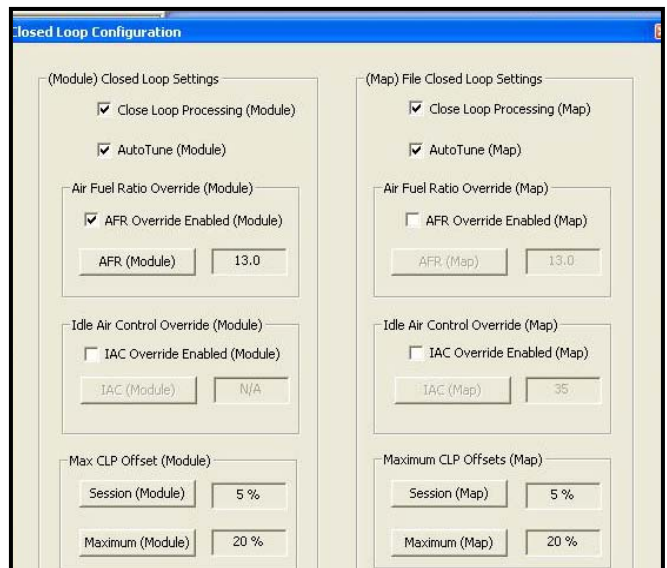 Closed Loop Configuration
(Module) Closed Loop Settings
Close Loop Processing (Module)
AutoTune (Module)
Air Fuel Ratio Override (Module)
AFR Override Enabled (Module)
AFR (Module) 13.0
Idle Air Control Override (Module)
IAC Override Enabled (Module)
IAC (Module) N/A
Max CLP Offset (Module)
Session (Module) 5 %
Maximum (Module) 20 %
(Map) File Closed Loop Settings
Close Loop Processing (Map)
AutoTune (Map)
Air Fuel Ratio Override (Map)
AFR Override Enabled (Map)
AFR (Map) 13.0
Idle Air Control Override (Map)
IAC Override Enabled (Map)
IAC (Map) 35
Maximum CLP Offsets (Map)
Session (Map) 5 %
Maximum (Map) 20 %